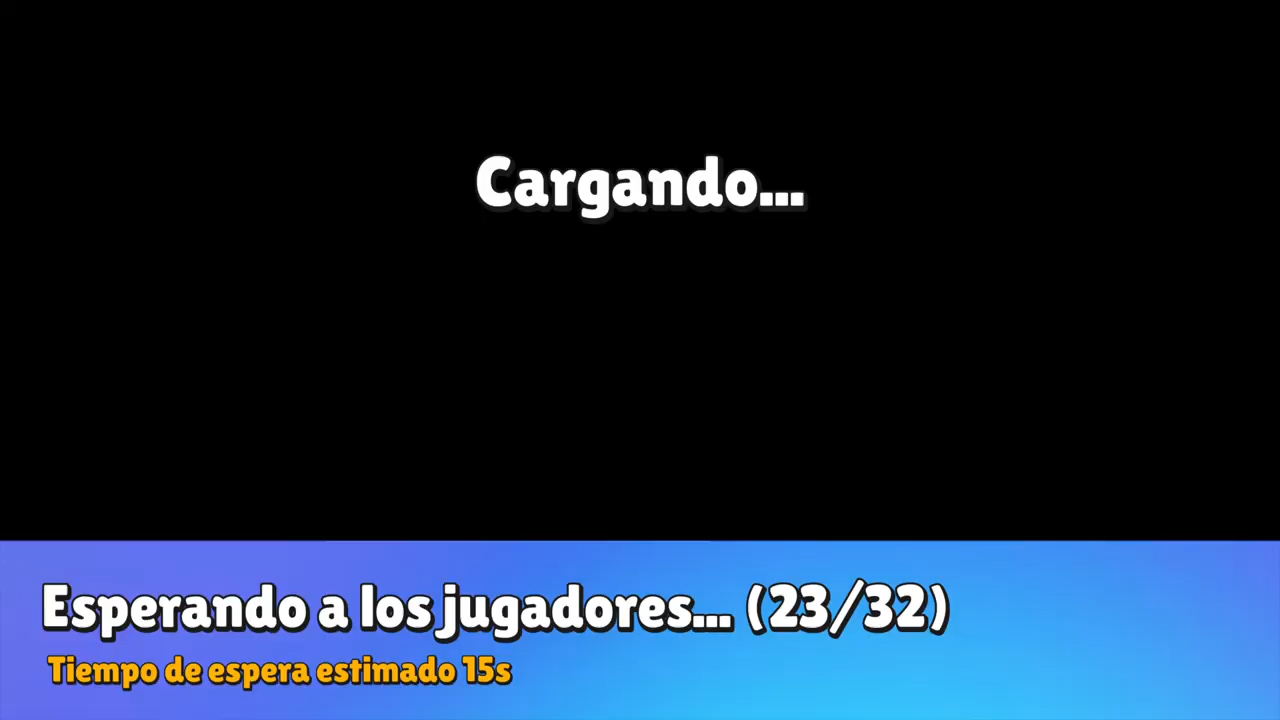 Cargando...
Esperando a los jugadores... (23/32)
Tiempo de espera estimado 15s